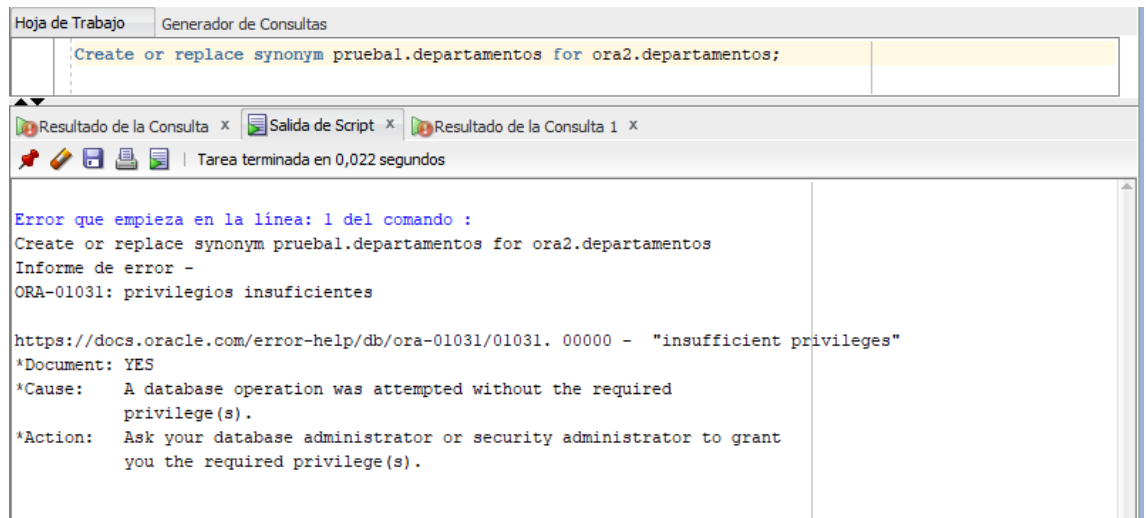 Hoja de Trabajo Generador de Consultas
Create or replace synonym prueba1.departamentos for ora2.departamentos;
Resultado de la Consulta x Salida de Script x Resultado de la Consulta 1 x
| Tarea terminada en 0,022 segundos
Error que empieza en la línea: 1 del comando :
Create or replace synonym prueba1.departamentos for ora2.departamentos
Informe de error -
ORA-01031: privilegios insuficientes
https://docs.oracle.com/error-help/db/ora-01031/01031. 00000 - "insufficient privileges"
*Document: YES
*Cause: A database operation was attempted without the required
privilege(s).
*Action: Ask your database administrator or security administrator to grant
you the required privilege(s).